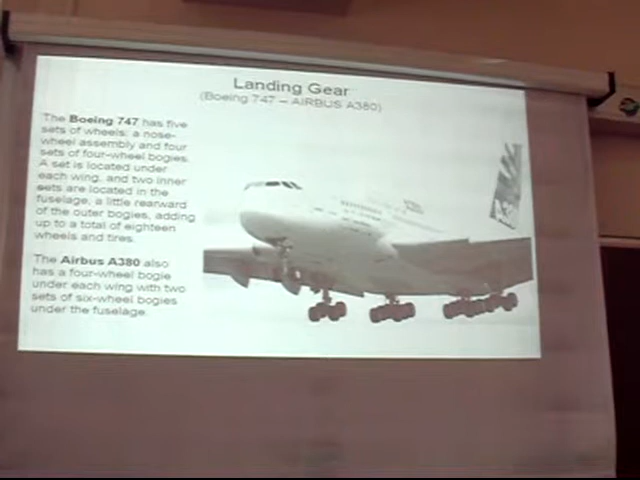 Landing Gear
(Boeing 747 – AIRBUS A380)
The Boeing 747 has five
sets of wheels: a nose-
wheel assembly and four
sets of four-wheel bogies.
A set is located under
each wing, and two inner
sets are located in the
fuselage, a little rearward
of the outer bogies, adding
up to a total of eighteen
wheels and tires.
The Airbus A380 also
has a four-wheel bogie
under each wing with two
sets of six-wheel bogies
under the fuselage.